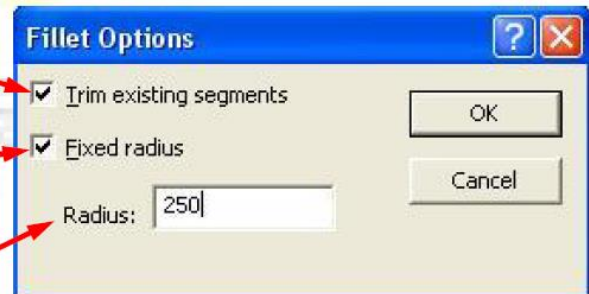 Fillet Options
Trim existing segments
OK
Fixed radius
Cancel
Radius: 250